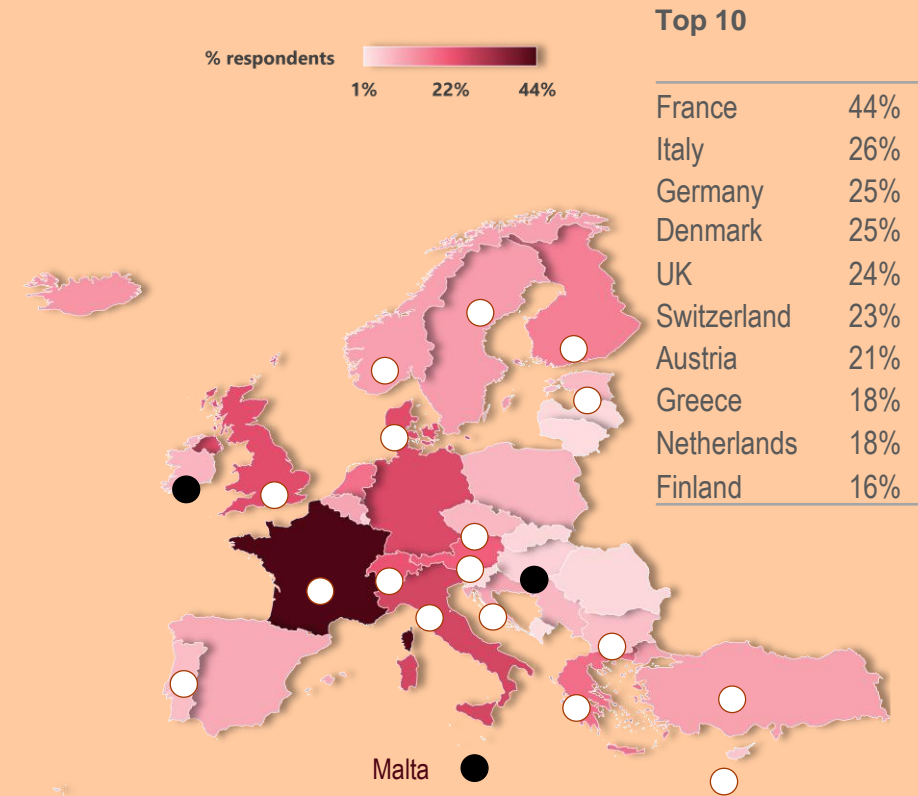 Top 10
% respondents
1% 22% 44%
France 44%
Italy 26%
Germany 25%
Denmark 25%
UK 24%
Switzerland 23%
Austria 21%
Greece 18%
Netherlands 18%
Finland 16%
Malta